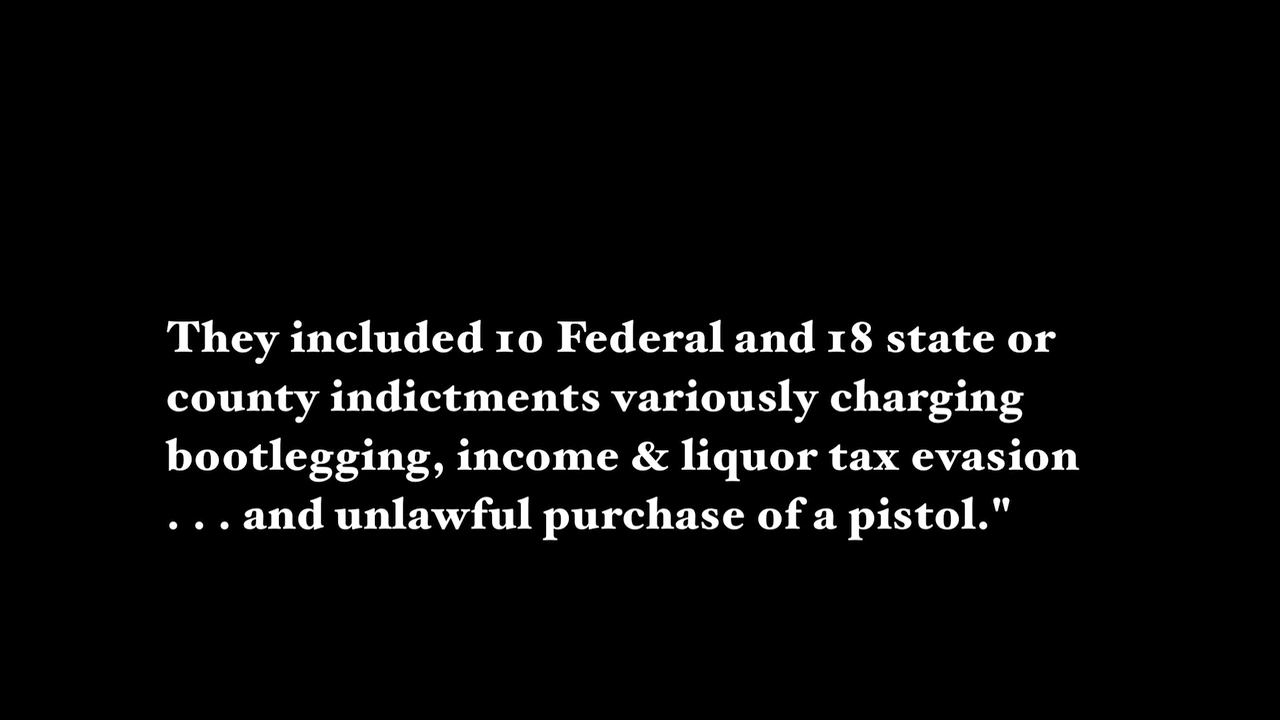 They included 10 Federal and 18 state or
county indictments variously charging
bootlegging, income & liquor tax evasion
. . . and unlawful purchase of a pistol."